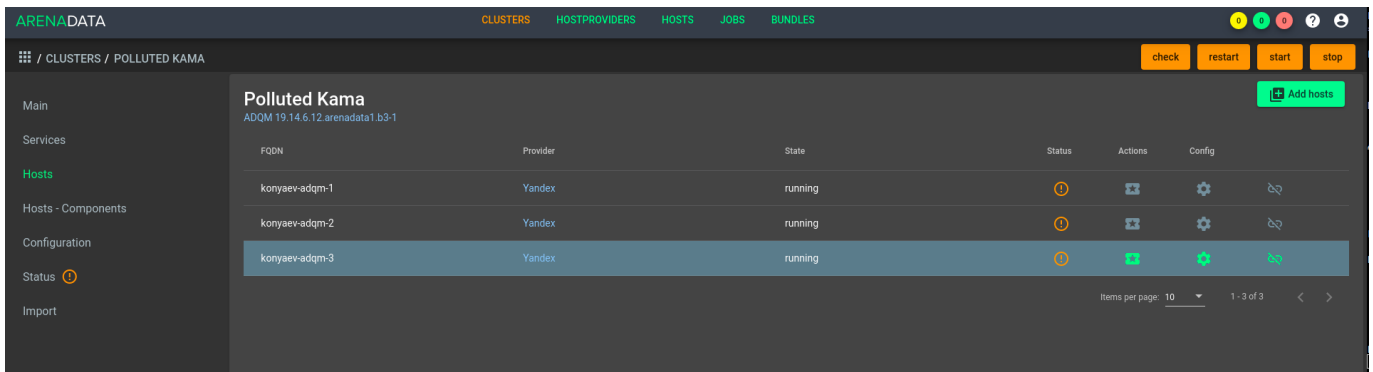 ARENADATA CLUSTERS HOSTPROVIDERS HOSTS JOBS BUNDLES 0 0 0 ?
/ CLUSTERS / POLLUTED KAMA check restart start stop
Main
Services
Hosts
Hosts - Components
Configuration
Status
Import
Polluted Kama
ADQM 19.14.6.12.arenadata1.b3-1
Add hosts
FQDN Provider State Status Actions Config
konyaev-adqm-1 Yandex running
konyaev-adqm-2 Yandex running
konyaev-adqm-3 Yandex running
Items per page: 10 1 - 3 of 3